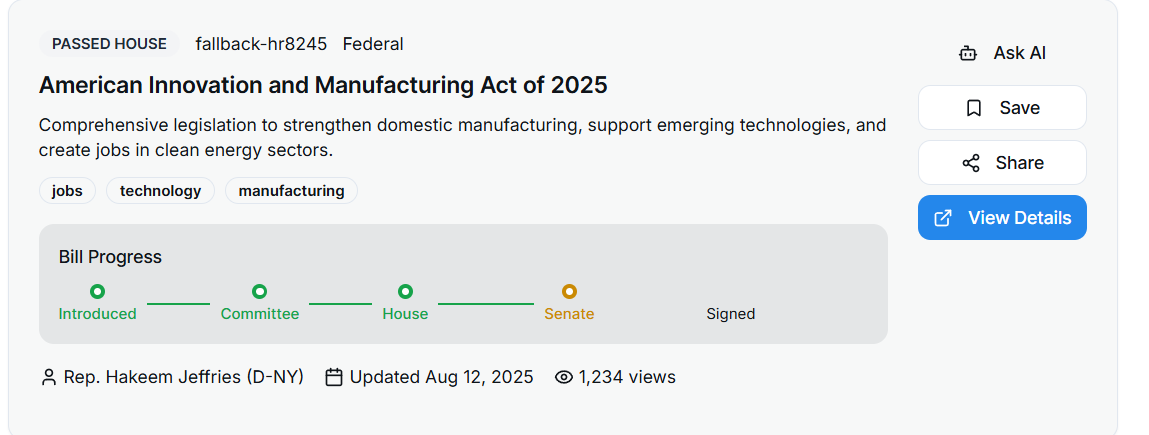 PASSED HOUSE fallback-hr8245 Federal
American Innovation and Manufacturing Act of 2025
Comprehensive legislation to strengthen domestic manufacturing, support emerging technologies, and
create jobs in clean energy sectors.
jobs technology manufacturing
Bill Progress
Introduced Committee House Senate Signed
Rep. Hakeem Jeffries (D-NY) Updated Aug 12, 2025 1,234 views
Ask AI
Save
Share
View Details